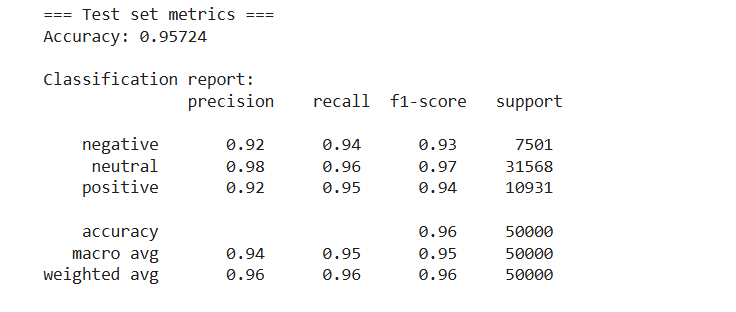 === Test set metrics ===
Accuracy: 0.95724
Classification report:
precision recall f1-score support
negative 0.92 0.94 0.93 7501
neutral 0.98 0.96 0.97 31568
positive 0.92 0.95 0.94 10931
accuracy 0.96 50000
macro avg 0.94 0.95 0.95 50000
weighted avg 0.96 0.96 0.96 50000